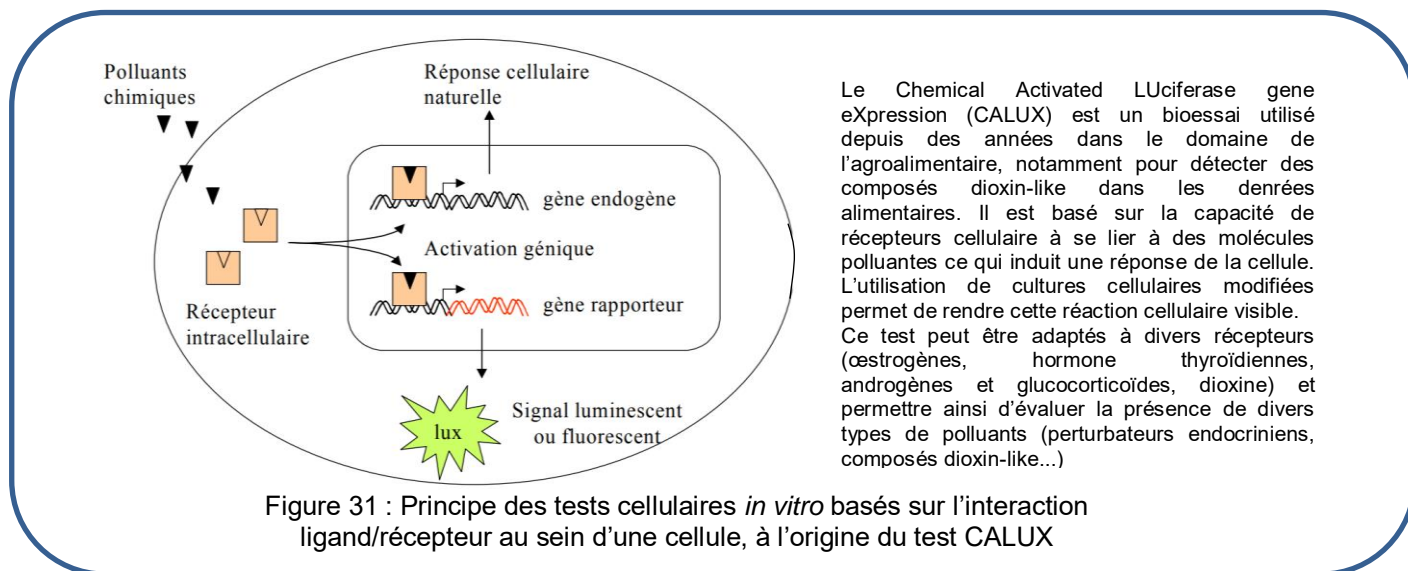 Polluants
chimiques
Réponse cellulaire
naturelle
gène endogène
Activation génique
gène rapporteur
Récepteur
intracellulaire
lux
Signal luminescent
ou fluorescent
Le Chemical Activated LUciferase gene
eXpression (CALUX) est un bioessai utilisé
depuis des années dans le domaine de
l’agroalimentaire, notamment pour détecter des
composés dioxin-like dans les denrées
alimentaires. Il est basé sur la capacité de
récepteurs cellulaire à se lier à des molécules
polluantes ce qui induit une réponse de la cellule.
L’utilisation de cultures cellulaires modifiées
permet de rendre cette réaction cellulaire visible.
Ce test peut être adaptés à divers récepteurs
(œstrogènes, hormone thyroïdiennes,
androgènes et glucocorticoïdes, dioxine) et
permettre ainsi d’évaluer la présence de divers
types de polluants (perturbateurs endocriniens,
composés dioxin-like...)
Figure 31 : Principe des tests cellulaires in vitro basés sur l’interaction
ligand/récepteur au sein d’une cellule, à l’origine du test CALUX